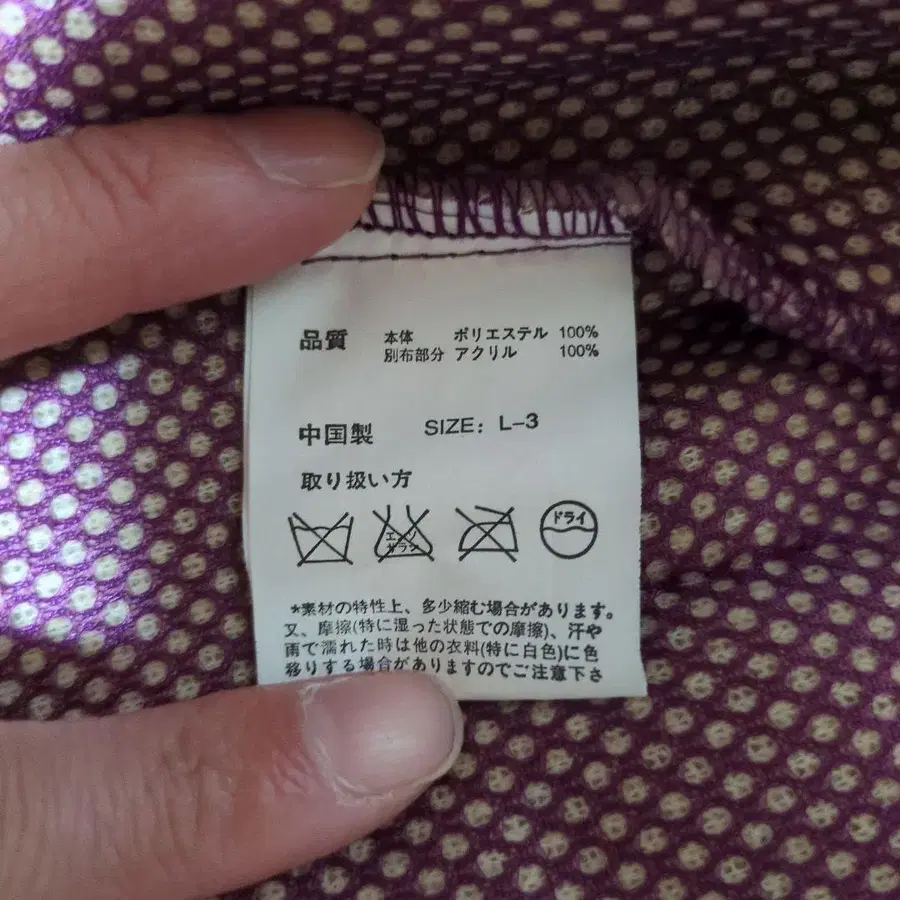 品質 本体 ポリエステル 100%
別布部分 アクリル 100%
中国製 SIZE: L-3
取り扱い方
エンソ サラシ ドライ
*素材の特性上、多少縮む場合があります。
又、摩擦(特に湿った状態での摩擦)、汗や
雨で濡れた時は他の衣料(特に白色)に色
移りする場合がありますのでご注意下さ